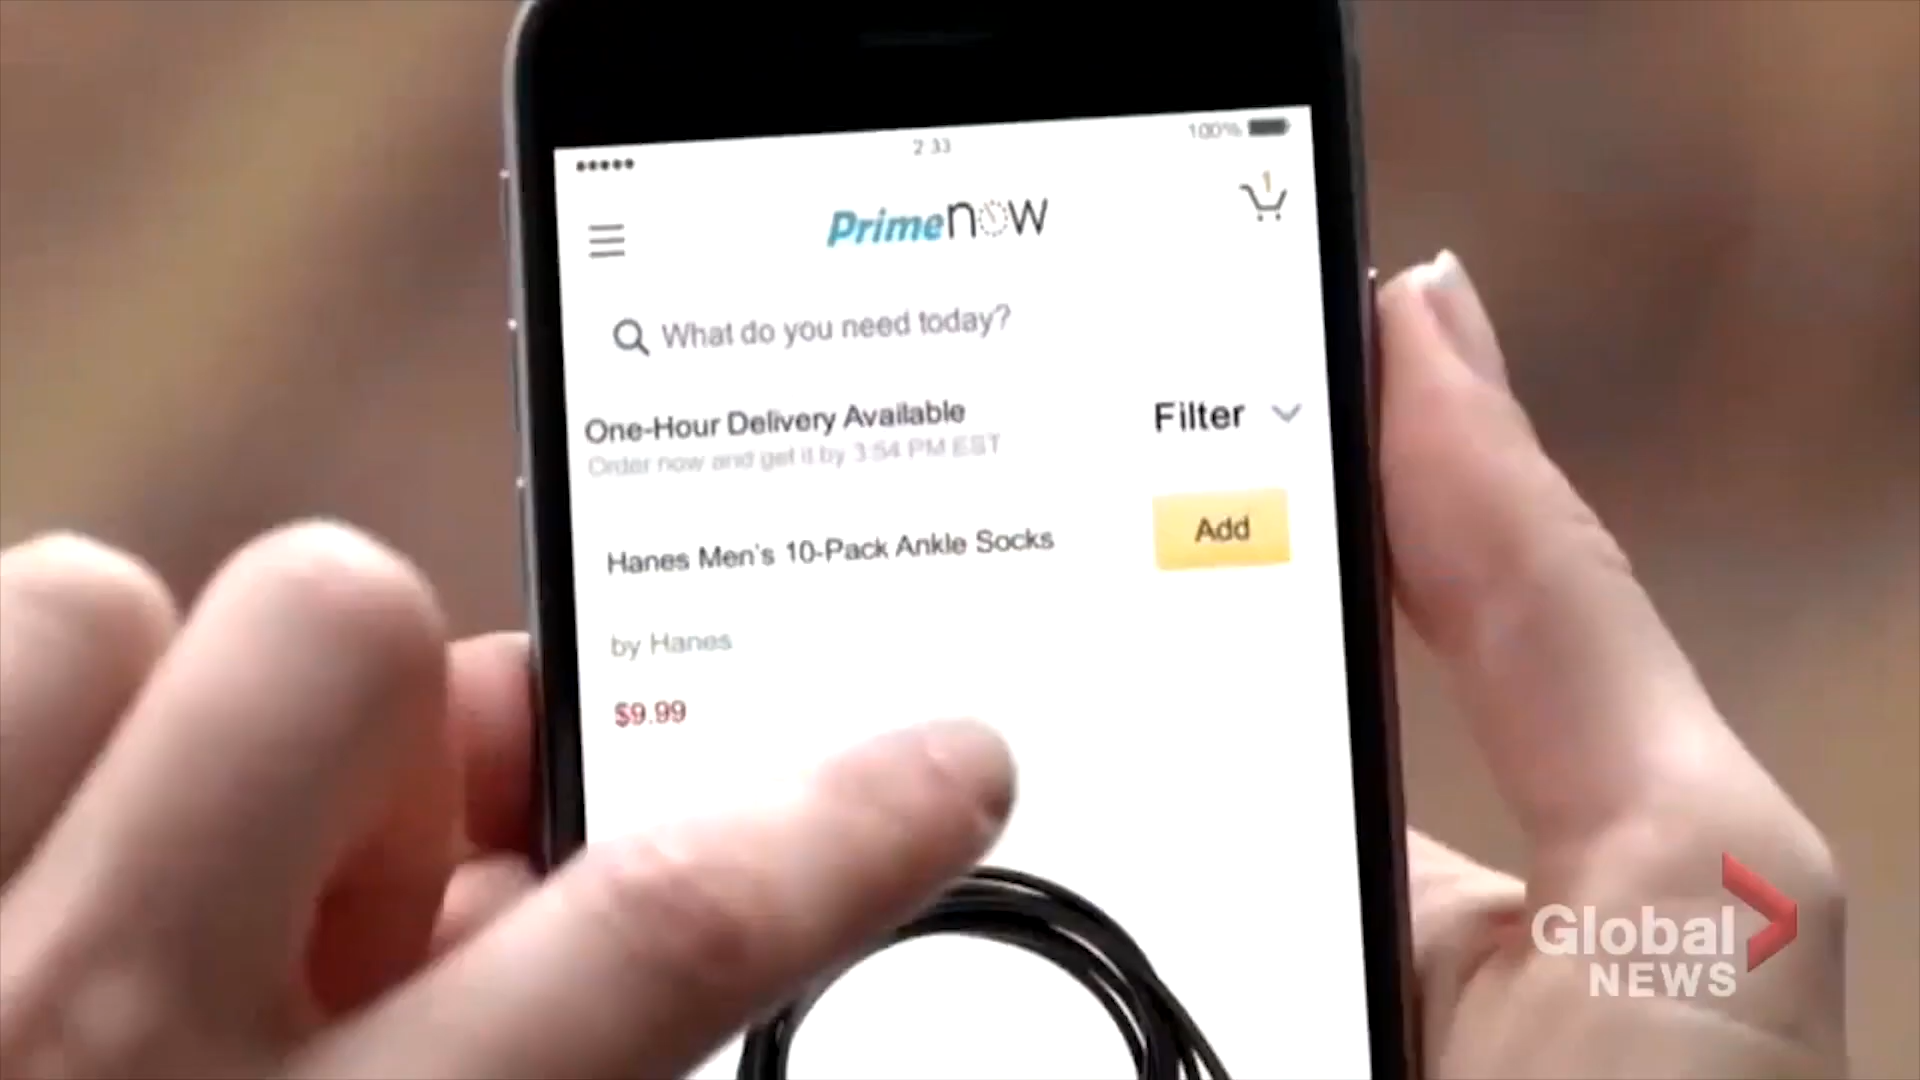 2 33
100%
1
Primenow
What do you need today?
One-Hour Delivery Available
Filter
Order now and get it by 3:54 PM EST
Hanes Men's 10-Pack Ankle Socks
Add
by Hanes
$9.99
Global
NEWS